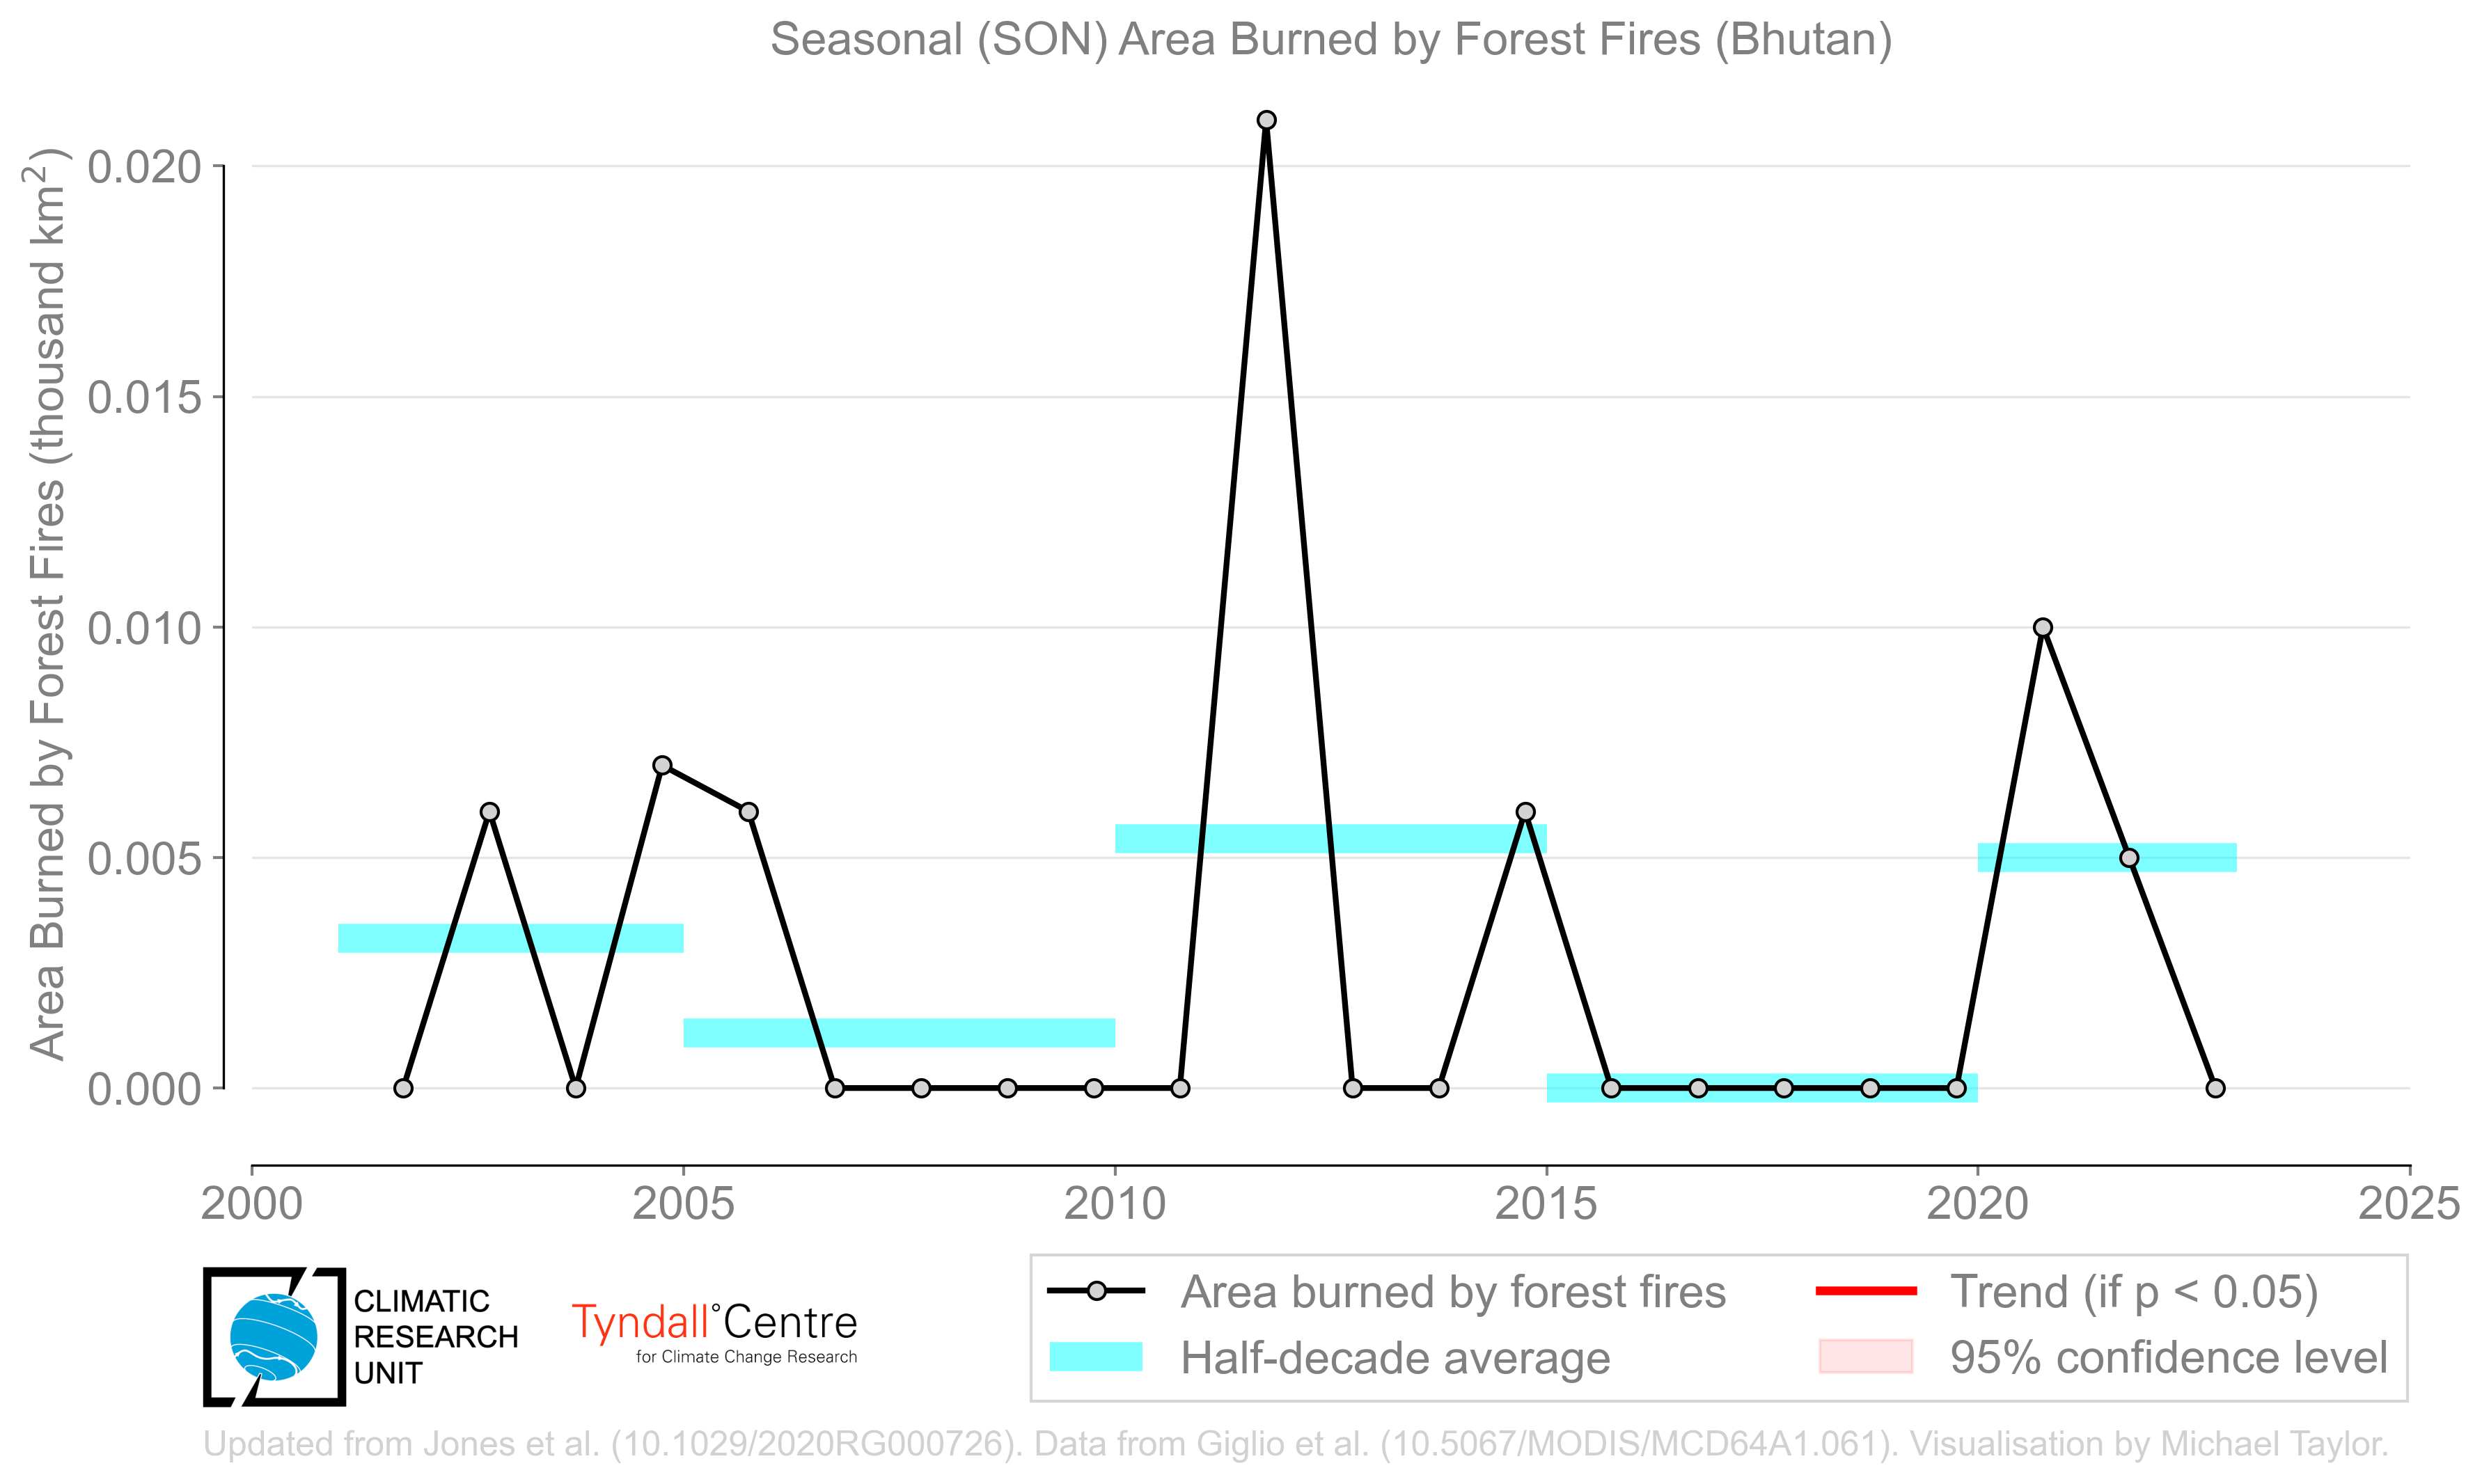 Seasonal (SON) Area Burned by Forest Fires (Bhutan)
Area Burned by Forest Fires (thousand km²)
0.020
0.015
0.010
0.005
0.000
2000
2005
2010
2015
2020
2025
CLIMATIC
RESEARCH
UNIT
Tyndall°Centre
for Climate Change Research
Area burned by forest fires
Half-decade average
Trend (if p < 0.05)
95% confidence level
Updated from Jones et al. (10.1029/2020RG000726). Data from Giglio et al. (10.5067/MODIS/MCD64A1.061). Visualisation by Michael Taylor.